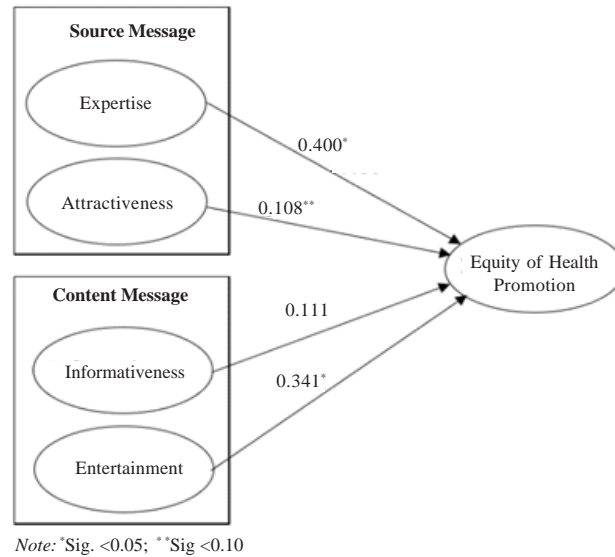 Source Message
Expertise
0.400*
Attractiveness
0.108**
Equity of Health
Promotion
Content Message
0.111
Informativeness
0.341*
Entertainment
Note: *Sig. <0.05; **Sig <0.10